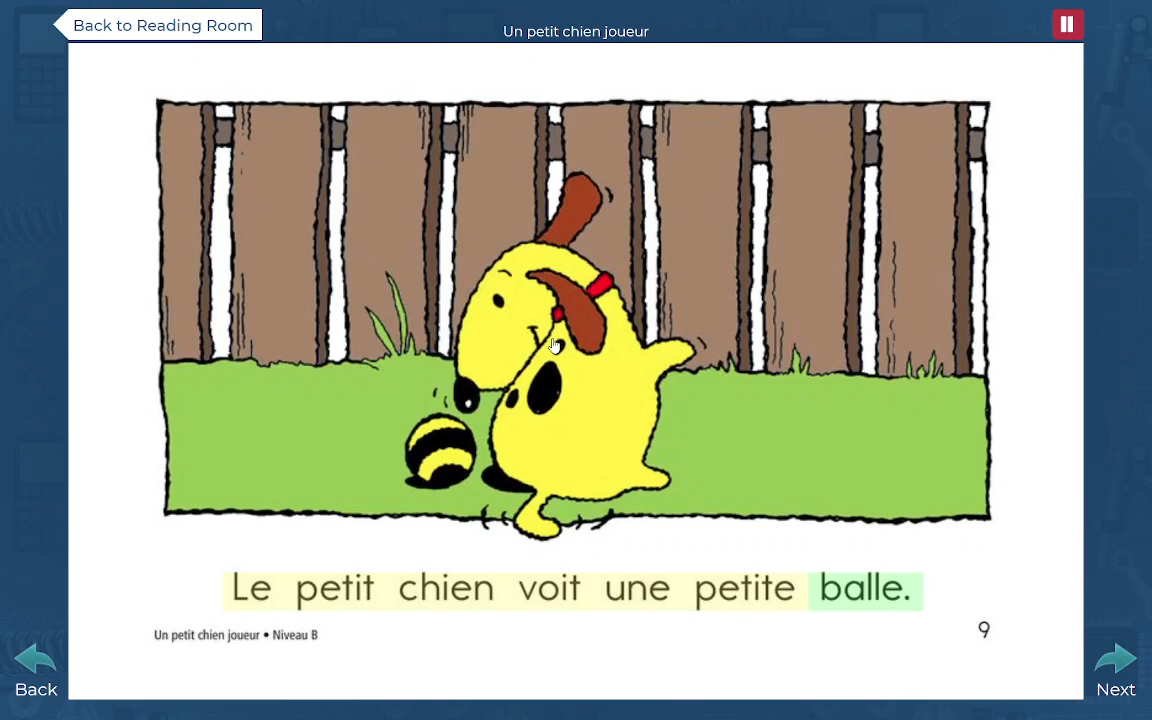 Back to Reading Room
Un petit chien joueur
Le petit chien voit une petite balle.
Un petit chien joueur • Niveau B
9
Back
Next